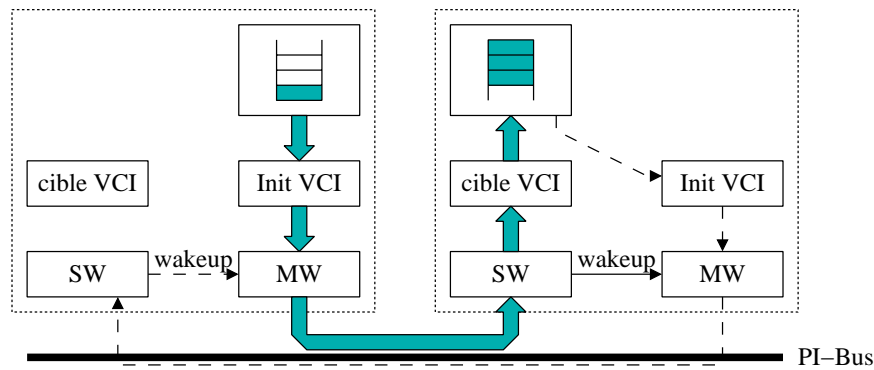 cible VCI
Init VCI
cible VCI
Init VCI
SW
wakeup
MW
SW
wakeup
MW
PI−Bus